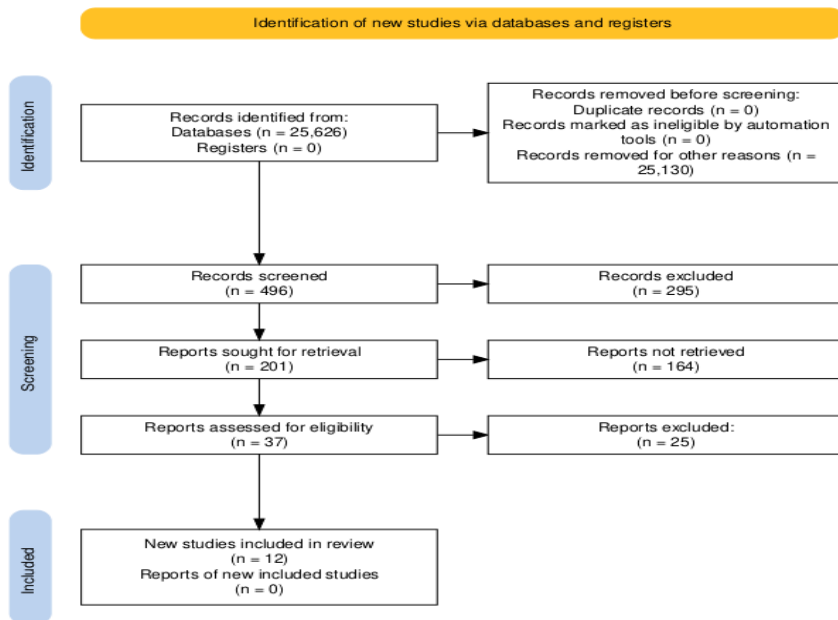 Identification of new studies via databases and registers
Identification
Records identified from:
Databases (n = 25,626)
Registers (n = 0)
Records removed before screening:
Duplicate records (n = 0)
Records marked as ineligible by automation
tools (n = 0)
Records removed for other reasons (n =
25,130)
Screening
Records screened
(n = 496)
Records excluded
(n = 295)
Reports sought for retrieval
(n = 201)
Reports not retrieved
(n = 164)
Reports assessed for eligibility
(n = 37)
Reports excluded:
(n = 25)
Included
New studies included in review
(n = 12)
Reports of new included studies
(n = 0)